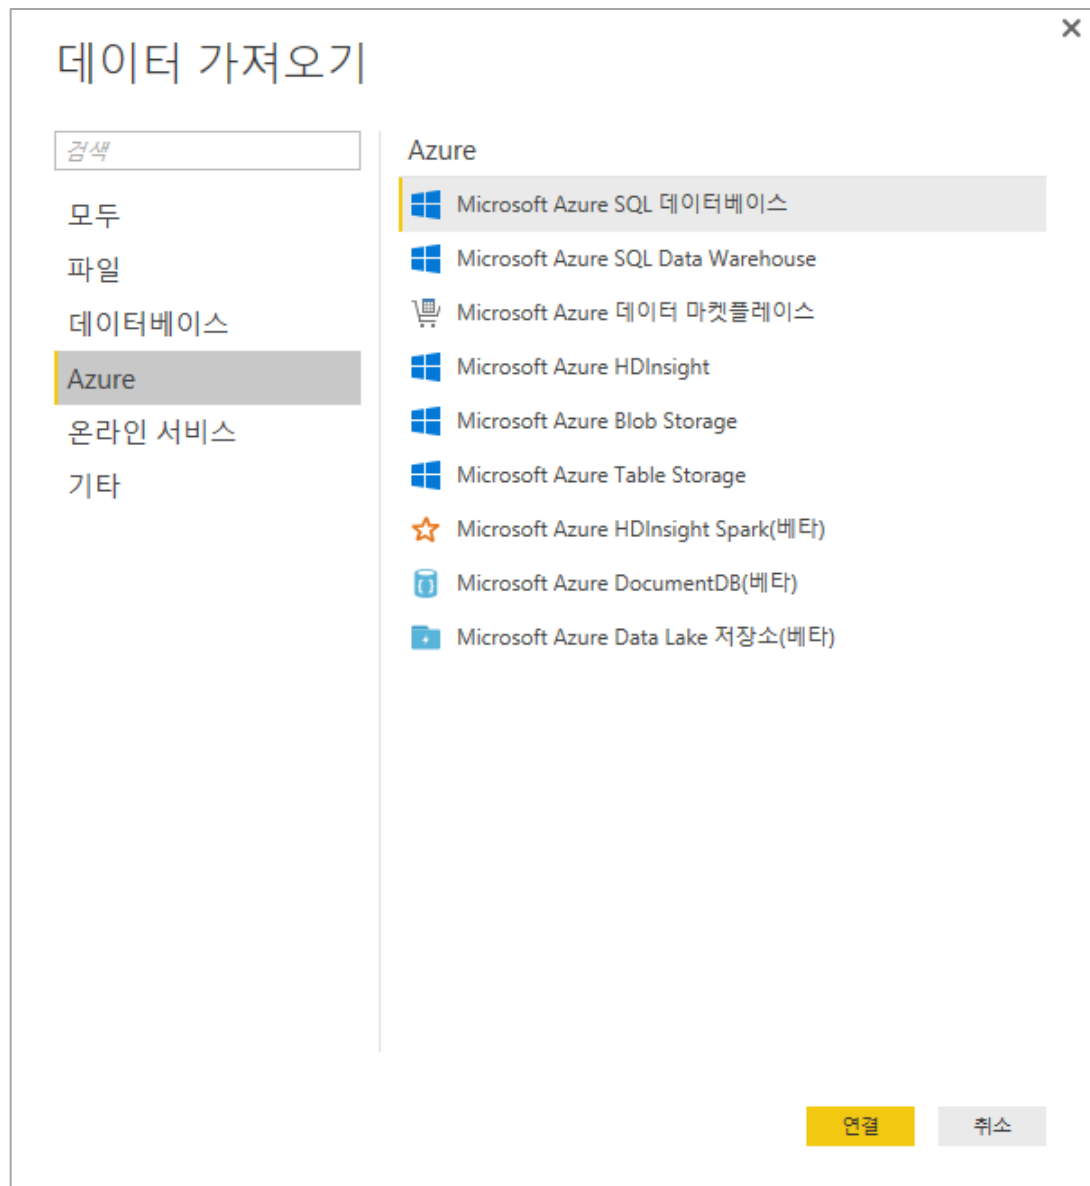 데이터 가져오기
검색
모두
파일
데이터베이스
Azure
온라인 서비스
기타
Azure
Microsoft Azure SQL 데이터베이스
Microsoft Azure SQL Data Warehouse
Microsoft Azure 데이터 마켓플레이스
Microsoft Azure HDInsight
Microsoft Azure Blob Storage
Microsoft Azure Table Storage
Microsoft Azure HDInsight Spark(베타)
Microsoft Azure DocumentDB(베타)
Microsoft Azure Data Lake 저장소(베타)
연결
취소